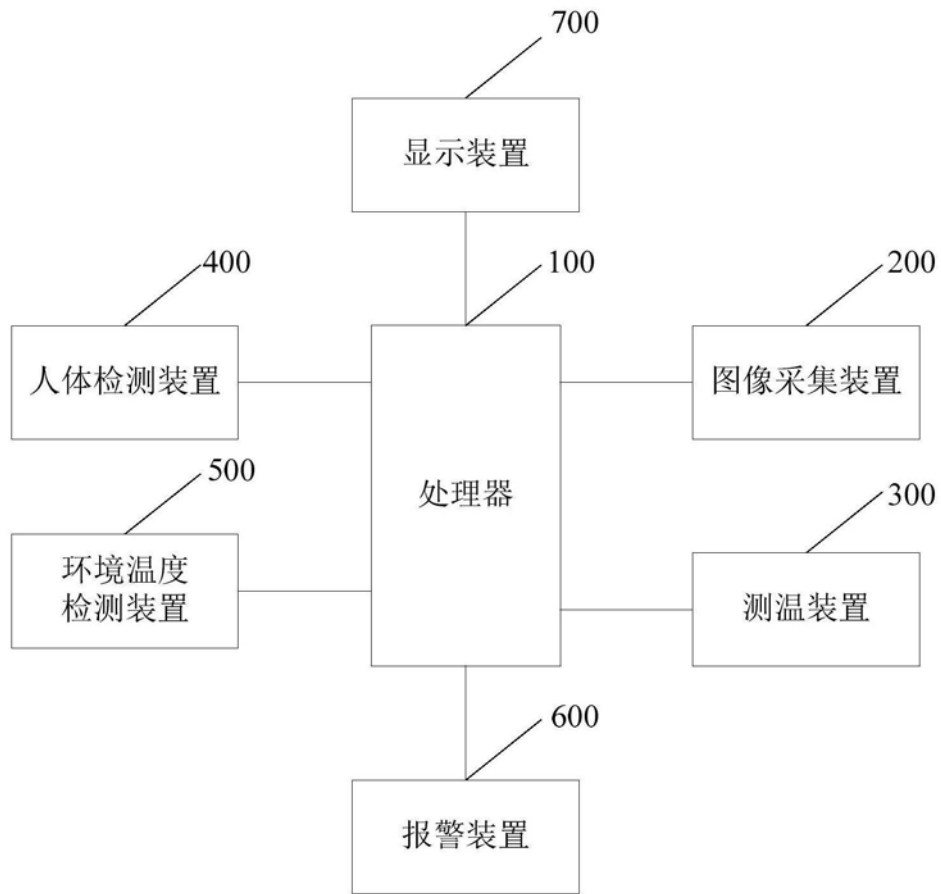 700
显示装置
400
100
200
人体检测装置
图像采集装置
500
处理器
300
环境温度
检测装置
测温装置
600
报警装置